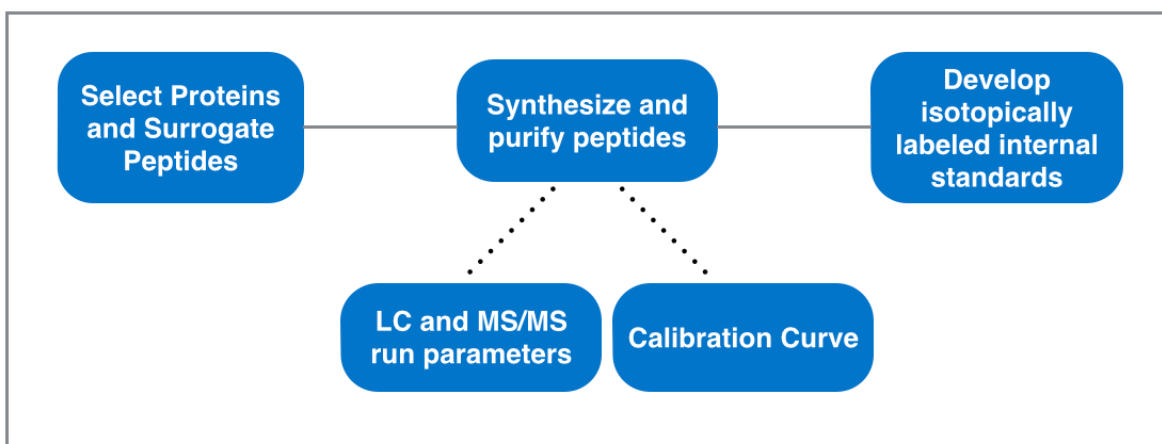 Select Proteins
and Surrogate
Peptides
Synthesize and
purify peptides
Develop
isotopically
labeled internal
standards
LC and MS/MS
run parameters
Calibration Curve